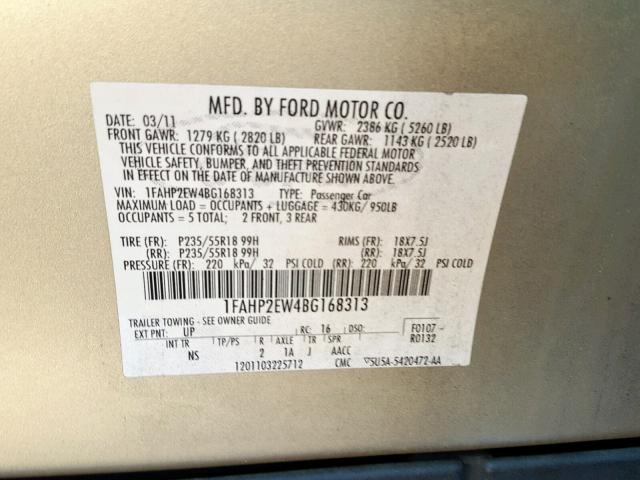 MFD. BY FORD MOTOR CO.
DATE: 03/11 GVWR: 2386 KG ( 5260 LB)
FRONT GAWR: 1279 KG ( 2820 LB) REAR GAWR: 1143 KG ( 2520 LB)
THIS VEHICLE CONFORMS TO ALL APPLICABLE FEDERAL MOTOR
VEHICLE SAFETY, BUMPER, AND THEFT PREVENTION STANDARDS
IN EFFECT ON THE DATE OF MANUFACTURE SHOWN ABOVE.
VIN: 1FAHP2EW4BG168313 TYPE: Passenger Car
MAXIMUM LOAD = OCCUPANTS + LUGGAGE = 430KG/ 950LB
OCCUPANTS = 5 TOTAL; 2 FRONT, 3 REAR
TIRE (FR): P235/55R18 99H RIMS (FR): 18X7.5J
(RR): P235/55R18 99H (RR): 18X7.5J
PRESSURE (FR): 220 kPa/ 32 PSI COLD (RR): 220 kPa/ 32 PSI COLD
1FAHP2EW4BG168313
TRAILER TOWING - SEE OWNER GUIDE
EXT PNT: UP RC: 16 DSO: F0107
R0132
INT TR TP/PS R AXLE TR SPR
NS 2 1A J AACC
1201103225712 CMC ▽5U5A-5420472-AA